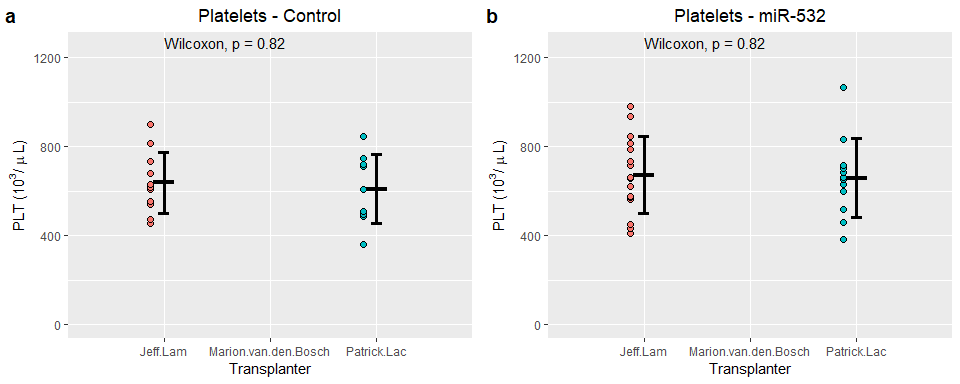 a
Platelets - Control
Wilcoxon, p = 0.82
1200
800
400
0
PLT (10³/ μ L)
Jeff.Lam
Marion.van.den.Bosch
Patrick.Lac
Transplanter
b
Platelets - miR-532
Wilcoxon, p = 0.82
1200
800
400
0
PLT (10³/ μ L)
Jeff.Lam
Marion.van.den.Bosch
Patrick.Lac
Transplanter